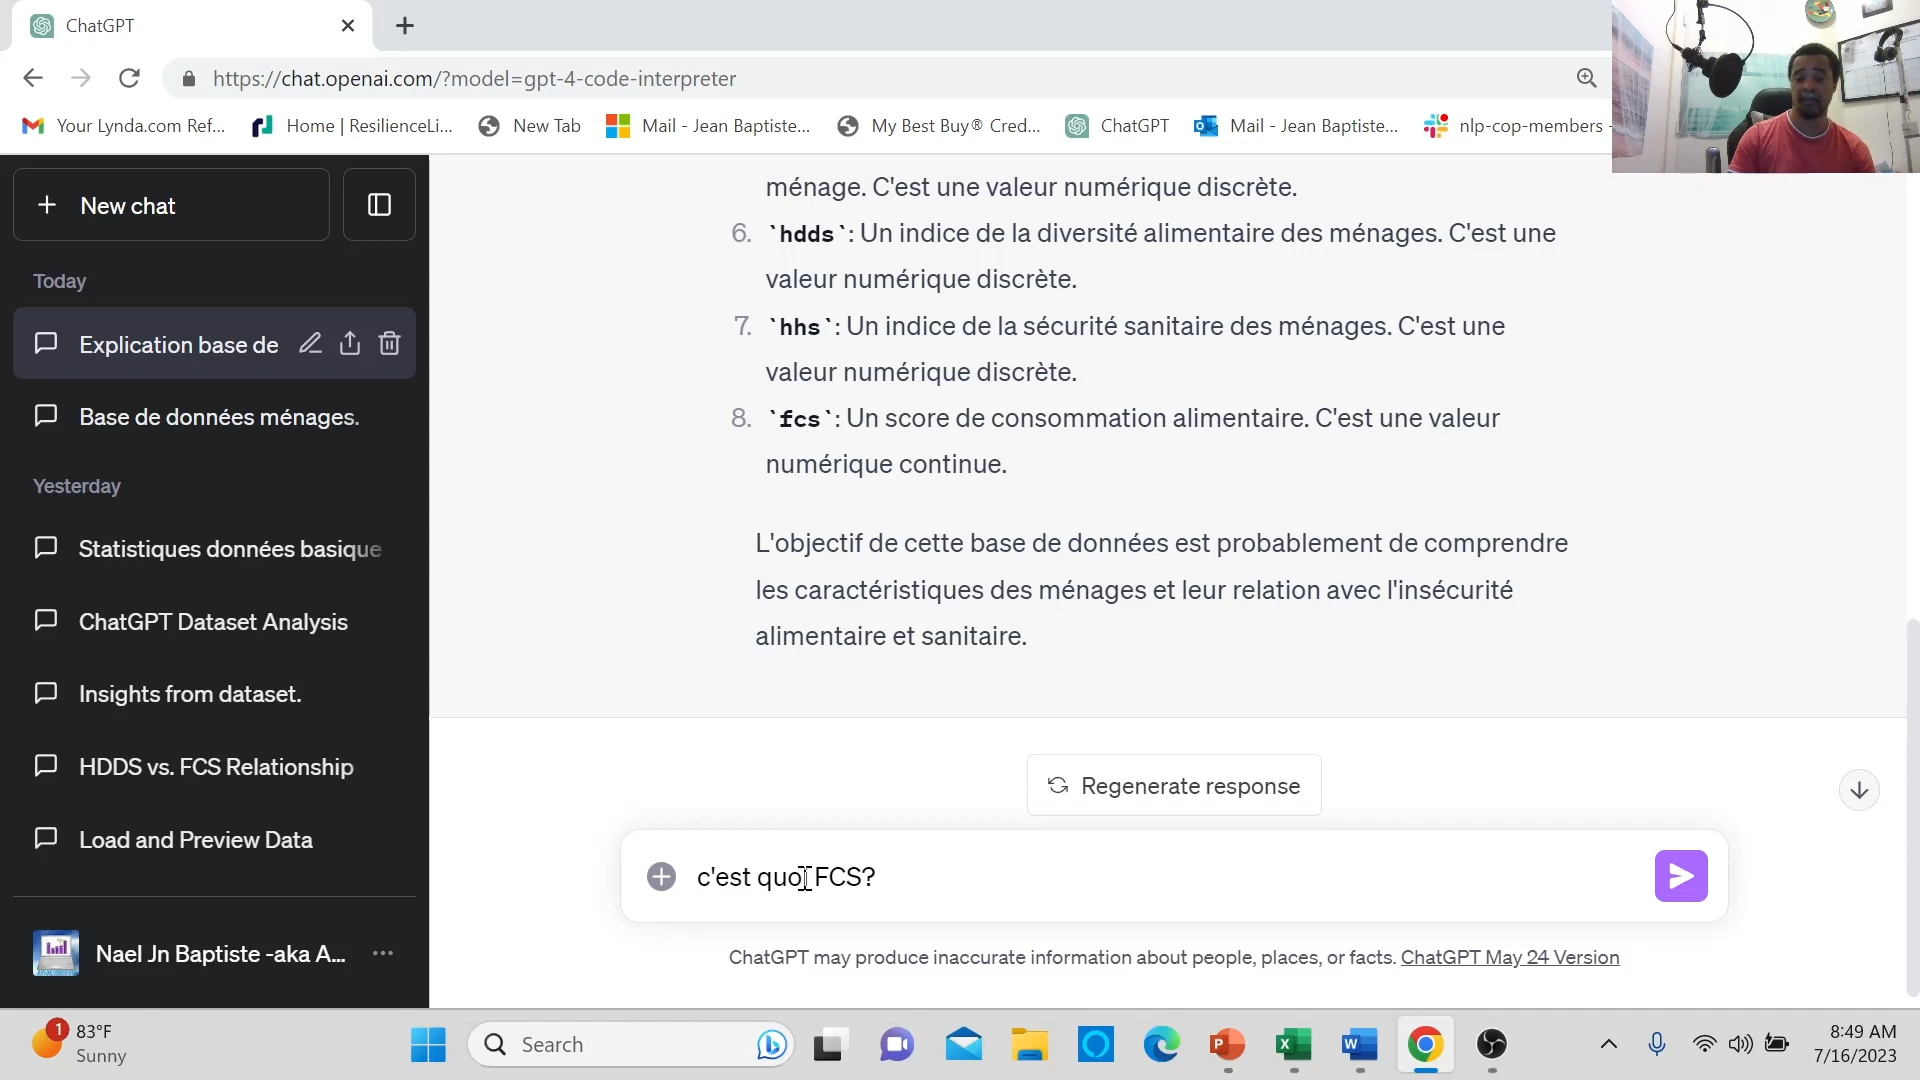 ChatGPT
https://chat.openai.com/?model=gpt-4-code-interpreter
Your Lynda.com Ref...
Home | ResilienceLi...
New Tab
Mail - Jean Baptiste...
My Best Buy® Cred...
ChatGPT
Mail - Jean Baptiste...
nlp-cop-members -
New chat
Today
Explication base de
Base de données ménages.
Yesterday
Statistiques données basique
ChatGPT Dataset Analysis
Insights from dataset.
HDDS vs. FCS Relationship
Load and Preview Data
Nael Jn Baptiste -aka A...
ménage. C'est une valeur numérique discrète.
6. `hdds`: Un indice de la diversité alimentaire des ménages. C'est une
valeur numérique discrète.
7. `hhs`: Un indice de la sécurité sanitaire des ménages. C'est une
valeur numérique discrète.
8. `fcs`: Un score de consommation alimentaire. C'est une valeur
numérique continue.
L'objectif de cette base de données est probablement de comprendre
les caractéristiques des ménages et leur relation avec l'insécurité
alimentaire et sanitaire.
Regenerate response
c'est quoi FCS?
ChatGPT may produce inaccurate information about people, places, or facts. ChatGPT May 24 Version
1
83°F
Sunny
Search
8:49 AM
7/16/2023